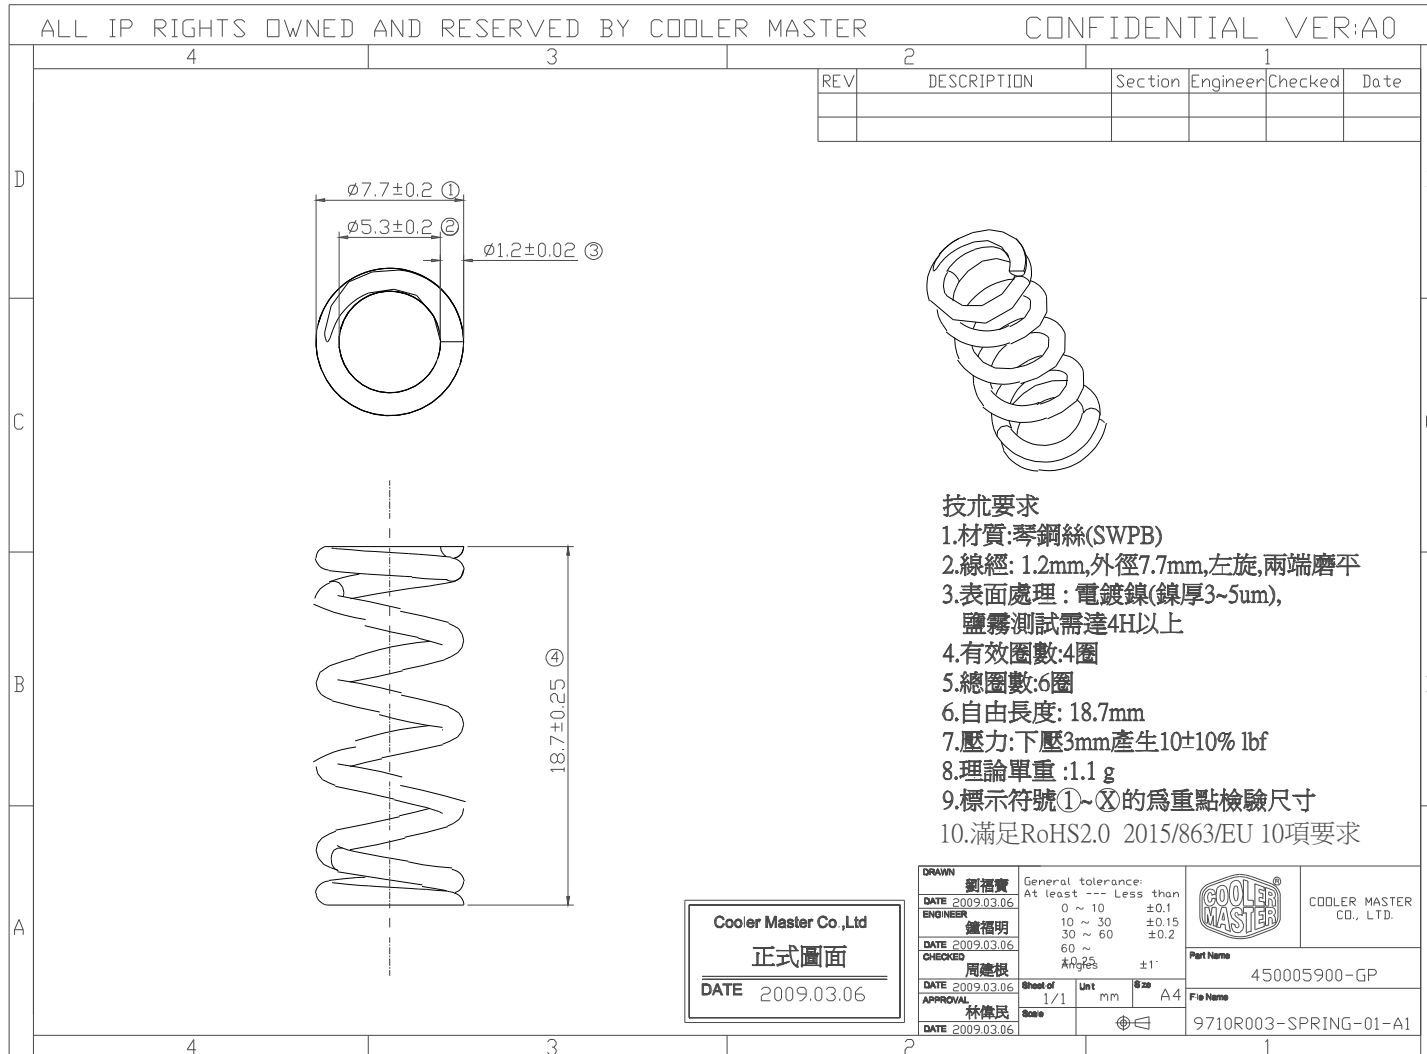 ALL IP RIGHTS OWNED AND RESERVED BY COOLER MASTER
CONFIDENTIAL VER:A0
4 3 2 1
REV DESCRIPTION Section Engineer Checked Date
D
C
B
A
Ø7.7±0.2 ①
Ø5.3±0.2 ②
Ø1.2±0.02 ③
18.7±0.25 ④
技朮要求
1.材質:琴鋼絲(SWPB)
2.線經: 1.2mm,外徑7.7mm,左旋,兩端磨平
3.表面處理 : 電鍍鎳(鎳厚3~5um),
鹽霧測試需達4H以上
4.有效圈數:4圈
5.總圈數:6圈
6.自由長度: 18.7mm
7.壓力:下壓3mm產生10±10% lbf
8.理論單重 :1.1 g
9.標示符號①~Ⓧ的爲重點檢驗尺寸
10.滿足RoHS2.0 2015/863/EU 10項要求
Cooler Master Co.,Ltd
正式圖面
DATE 2009.03.06
DRAWN
劉福寶
DATE 2009.03.06
ENGINEER
鐘福明
DATE 2009.03.06
CHECKED
周建根
DATE 2009.03.06
APPROVAL
林偉民
DATE 2009.03.06
General tolerance:
At least --- Less than
0 ~ 10 ±0.1
10 ~ 30 ±0.15
30 ~ 60 ±0.2
60 ~
±0.25
Angles ±1°
Sheet of
1/1
Unit
mm
Size
A4
Scale
COOLER MASTER ®
COOLER MASTER
CO., LTD.
Part Name
450005900-GP
File Name
9710R003-SPRING-01-A1
4 3 2 1